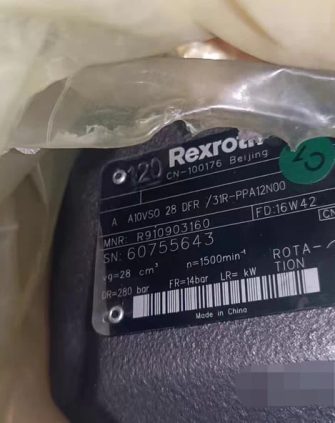 120
Rexroth
CN-100176 Beijing
A A10VSO 28 DFR /31R-PPA12N00
MNR: R910903160 FD:16W42
SN: 60755643
vg=28 cm³ n=1500min⁻¹ ROTA-
TION
DR=280 bar FR=14bar LR= kW
Made in China